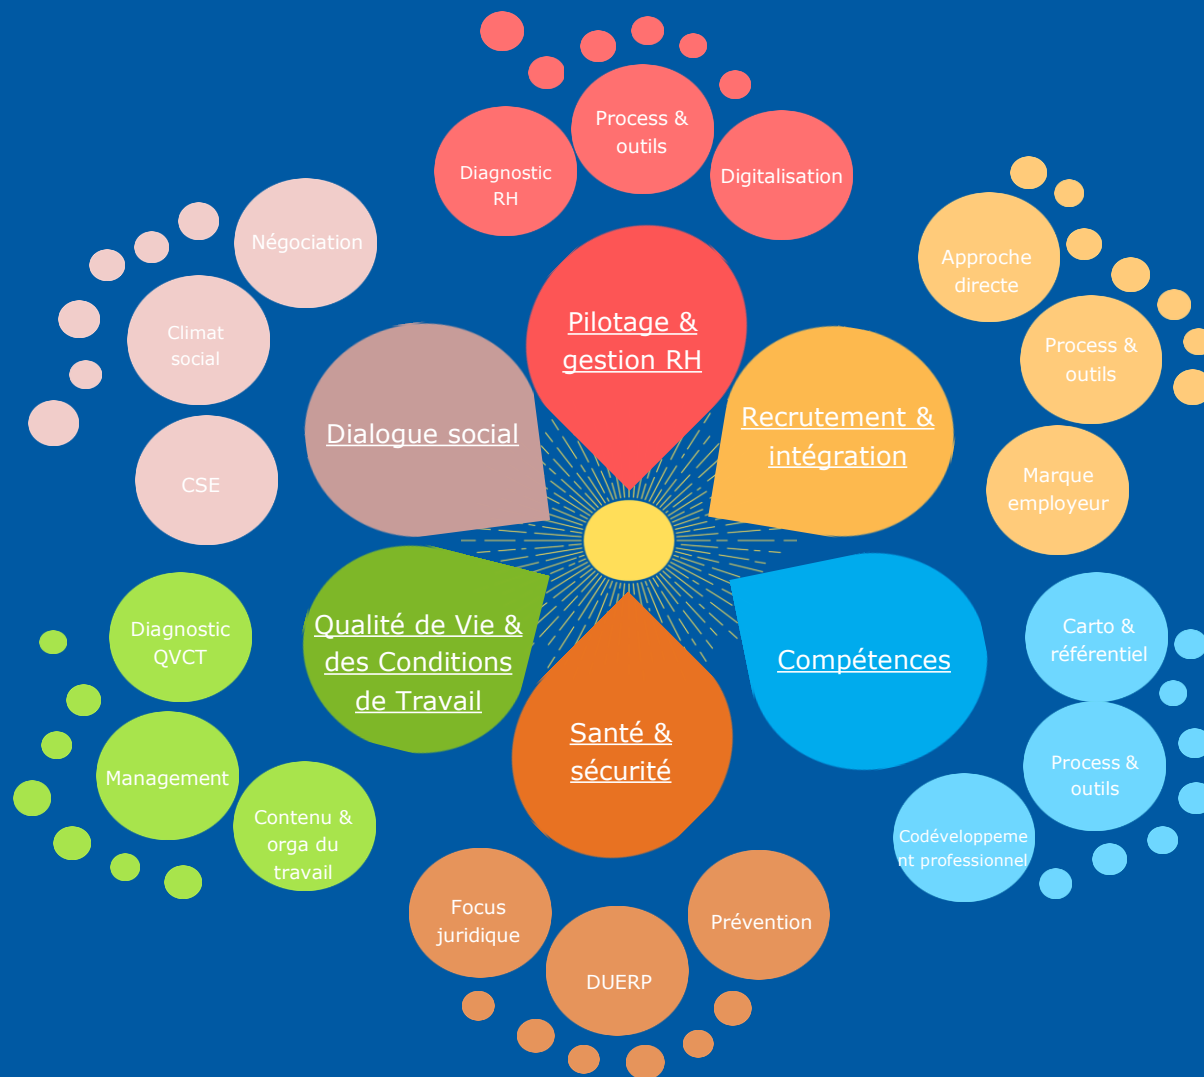 Process &
outils
Diagnostic
RH
Digitalisation
Négociation
Approche
directe
Climat
social
Pilotage &
gestion RH
Process &
outils
Recrutement &
intégration
Dialogue social
CSE
Marque
employeur
Diagnostic
QVCT
Qualité de Vie &
des Conditions
de Travail
Compétences
Carto &
référentiel
Santé &
sécurité
Management
Process &
outils
Contenu &
orga du
travail
Codéveloppeme
nt professionnel
Focus
juridique
Prévention
DUERP